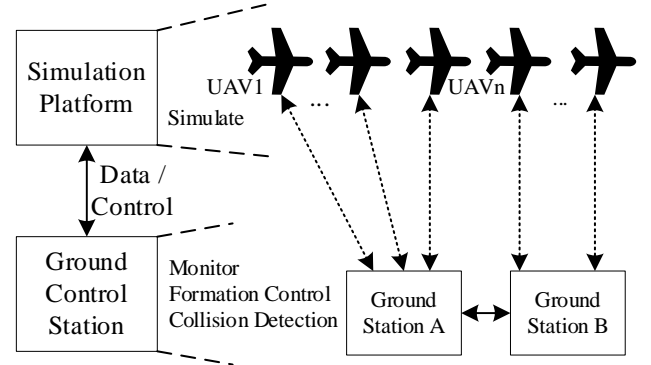 Simulation
Platform
Simulate
UAV1
...
UAVn
...
Data /
Control
Ground
Control
Station
Monitor
Formation Control
Collision Detection
Ground
Station A
Ground
Station B